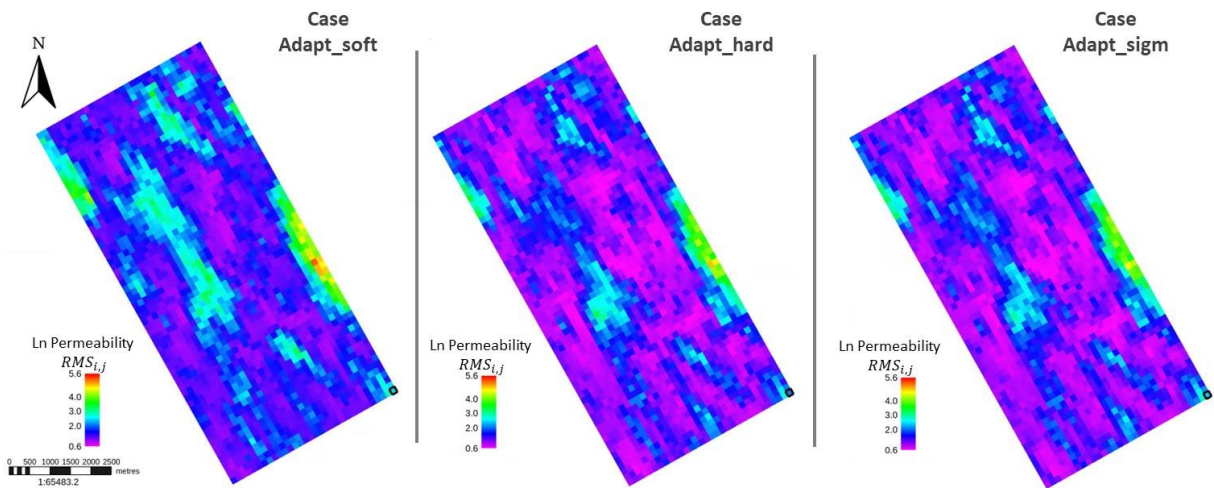 Case
Adapt_soft
Case
Adapt_hard
Case
Adapt_sigm
N
Ln Permeability
RMS_{i,j}
5.6
4.0
3.0
2.0
0.6
0 500 1000 1500 2000 2500
metres
1:65483.2
Ln Permeability
RMS_{i,j}
5.6
4.0
3.0
2.0
0.6
Ln Permeability
RMS_{i,j}
5.6
4.0
3.0
2.0
0.6